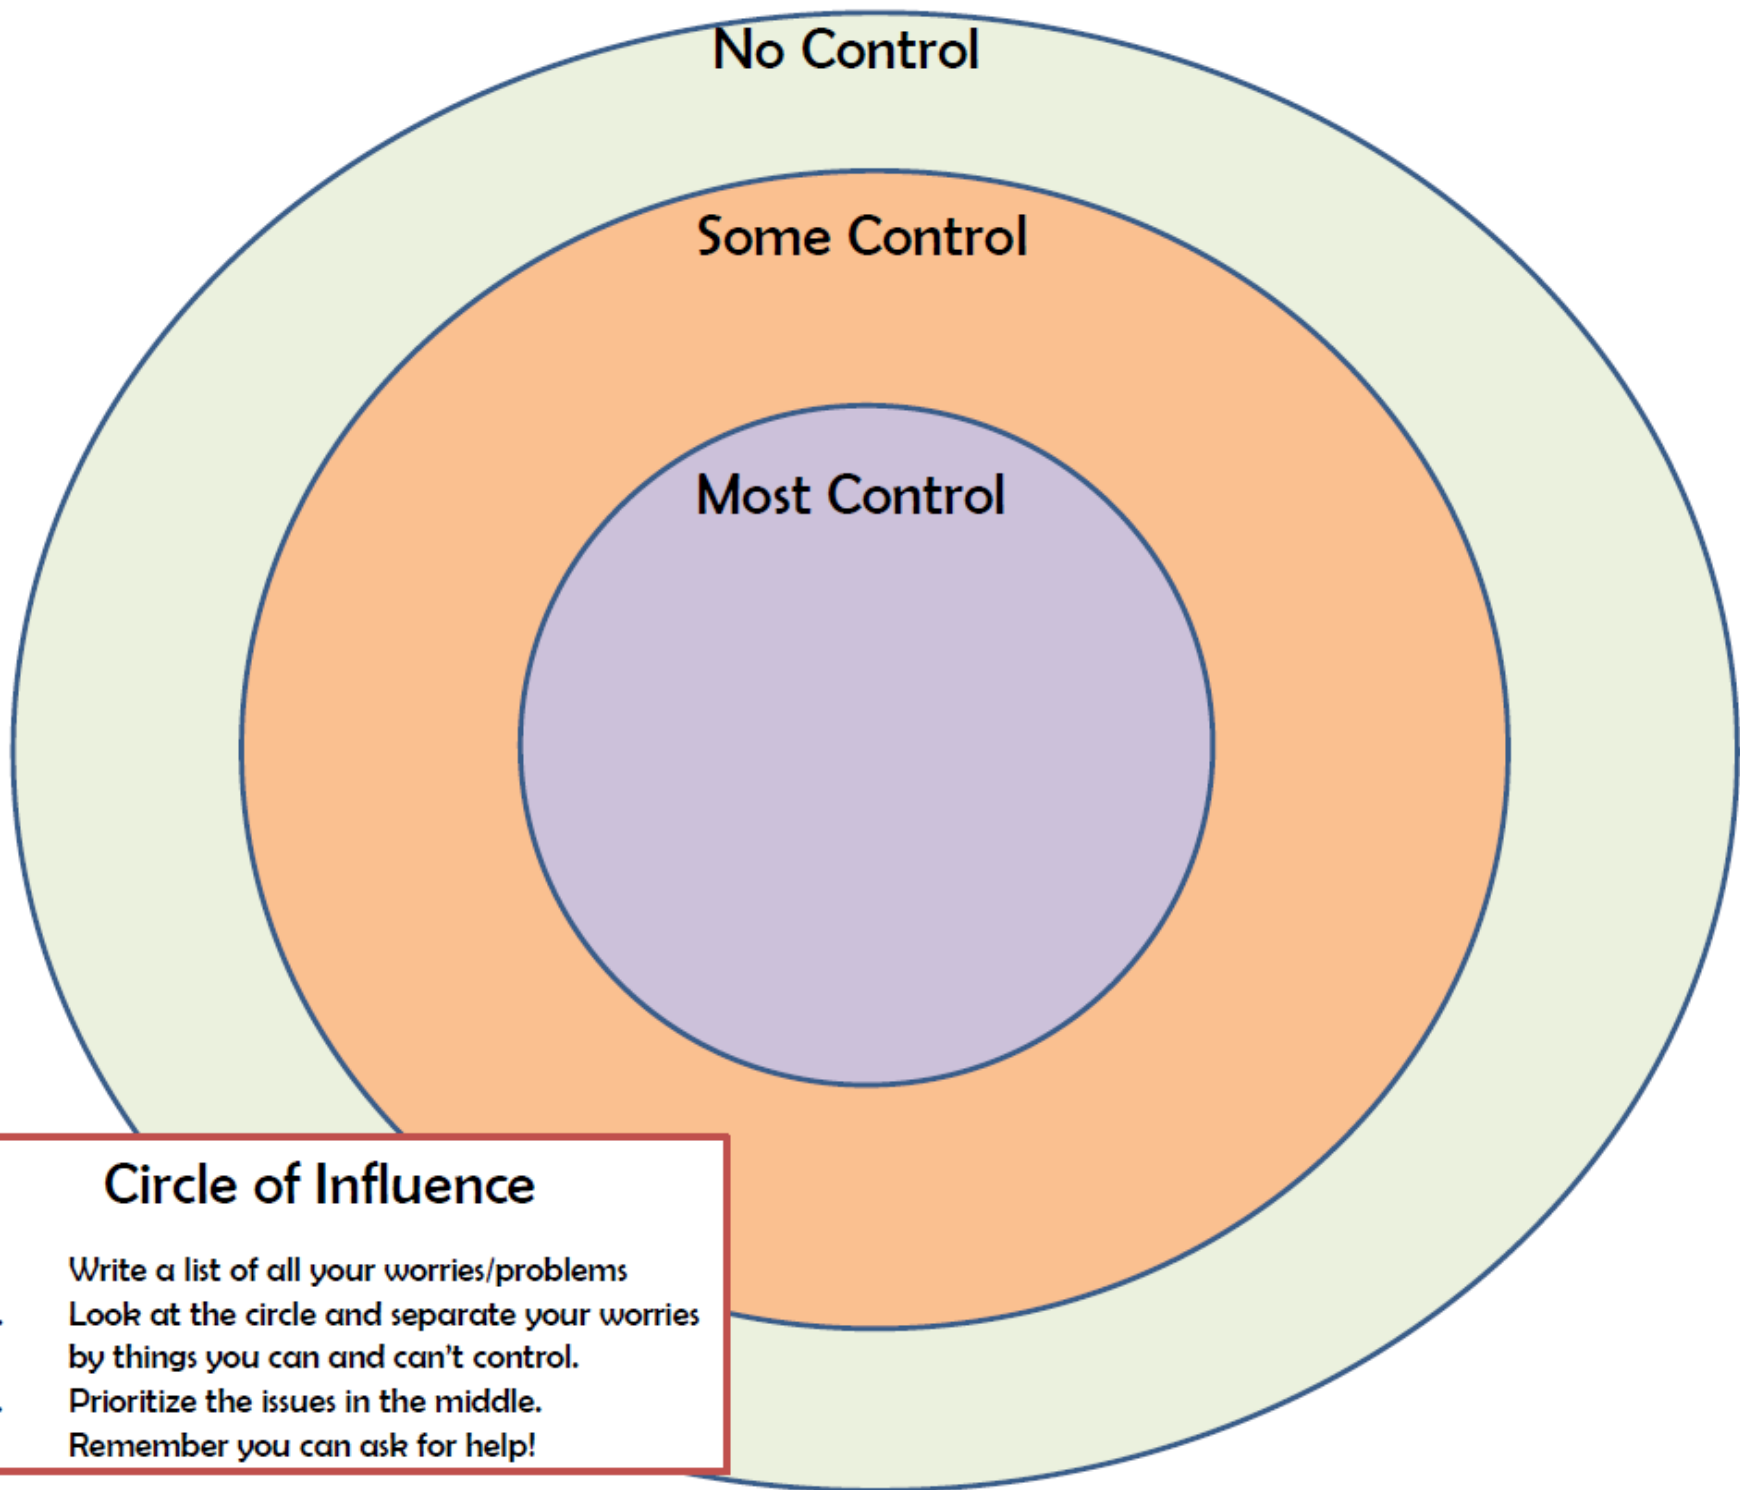 No Control
Some Control
Most Control
Circle of Influence
Write a list of all your worries/problems
. Look at the circle and separate your worries
by things you can and can't control.
. Prioritize the issues in the middle.
Remember you can ask for help!